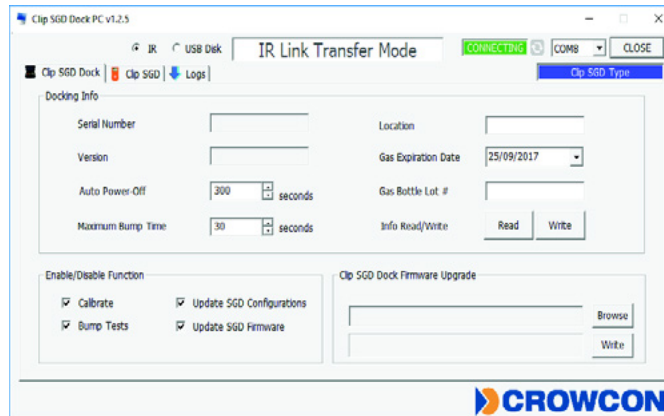 Clip SGD Dock PC v1.2.5
IR USB Disk IR Link Transfer Mode CONNECTING COM8 CLOSE
Clip SGD Dock Clip SGD Logs Clip SGD Type
Docking Info
Serial Number Location
Version Gas Expiration Date 25/09/2017
Auto Power-Off 300 seconds Gas Bottle Lot #
Maximum Bump Time 30 seconds Info Read/Write Read Write
Enable/Disable Function Clip SGD Dock Firmware Upgrade
Calibrate Update SGD Configurations
Browse
Bump Tests Update SGD Firmware
Write
CROWCON